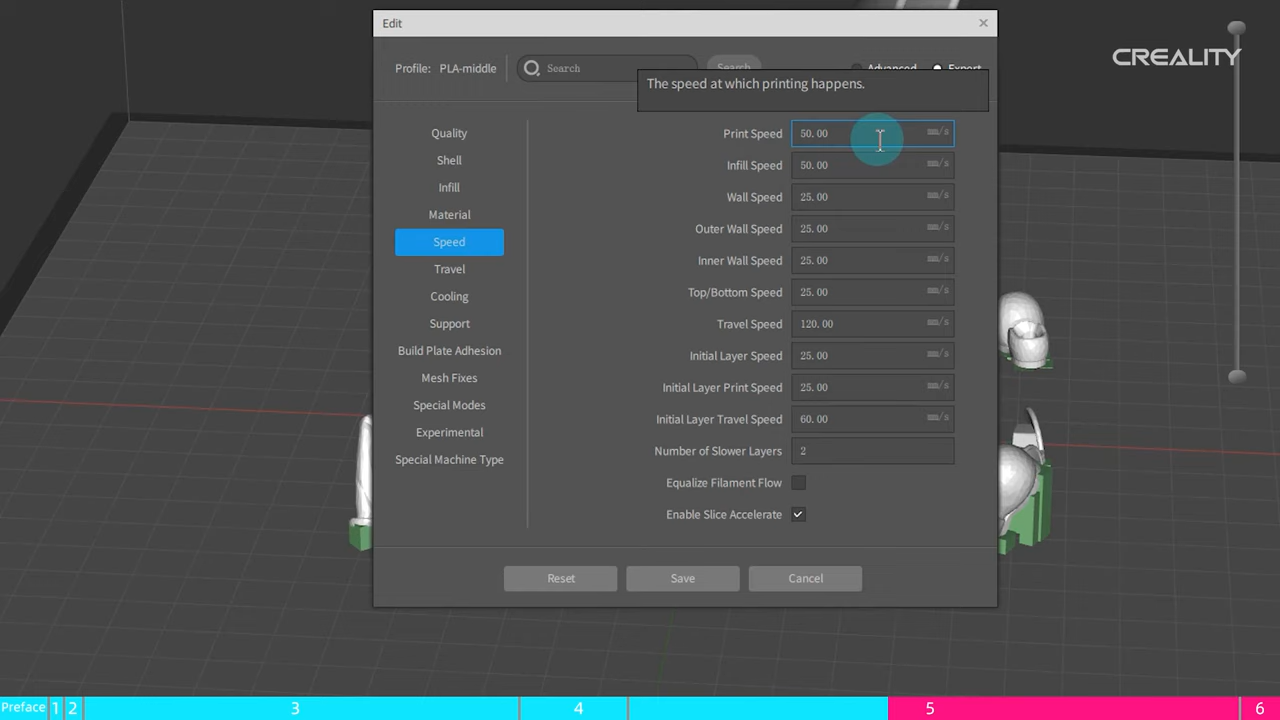 Edit
CREALITY
Profile: PLA-middle
Search
Search
Advanced
Expert
The speed at which printing happens.
Quality
Shell
Infill
Material
Speed
Travel
Cooling
Support
Build Plate Adhesion
Mesh Fixes
Special Modes
Experimental
Special Machine Type
Print Speed 50.00 mm/s
Infill Speed 50.00 mm/s
Wall Speed 25.00 mm/s
Outer Wall Speed 25.00 mm/s
Inner Wall Speed 25.00 mm/s
Top/Bottom Speed 25.00 mm/s
Travel Speed 120.00 mm/s
Initial Layer Speed 25.00 mm/s
Initial Layer Print Speed 25.00 mm/s
Initial Layer Travel Speed 60.00 mm/s
Number of Slower Layers 2
Equalize Filament Flow
Enable Slice Accelerate
Reset
Save
Cancel
Preface 1 2 3 4 5 6